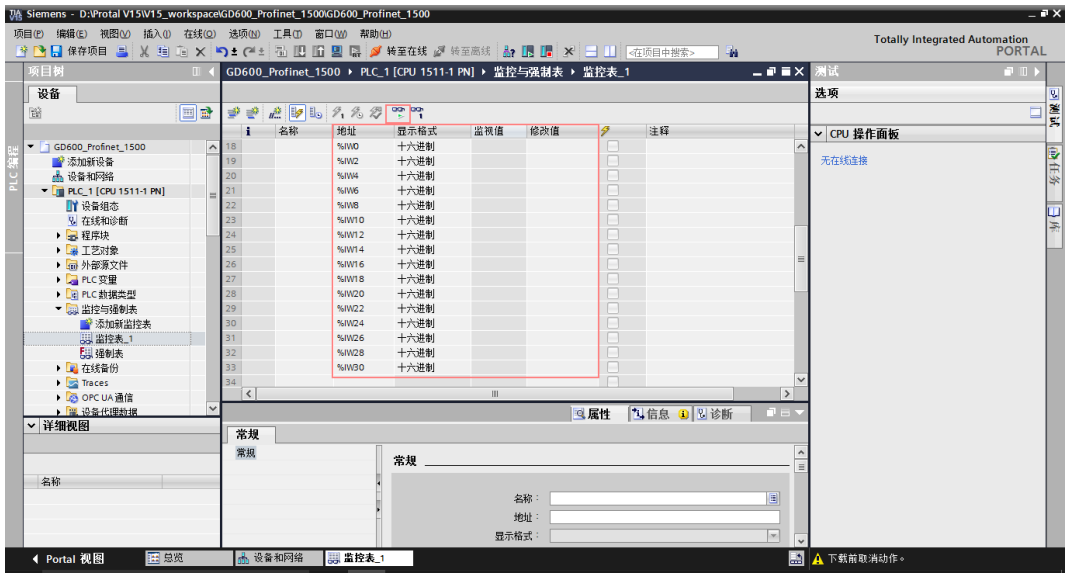 Siemens - D:\Protal V15\V15_workspace\GD600_Profinet_1500\GD600_Profinet_1500
项目(P) 编辑(E) 视图(V) 插入(I) 在线(O) 选项(N) 工具(T) 窗口(W) 帮助(H)
Totally Integrated Automation
PORTAL
保存项目 转至在线 转至离线 <在项目中搜索>
项目树
GD600_Profinet_1500 PLC_1 [CPU 1511-1 PN] 监控与强制表 监控表_1
测试
设备
选项
i 名称 地址 显示格式 监视值 修改值 注释
CPU 操作面板
无在线连接
GD600_Profinet_1500
添加新设备
设备和网络
PLC_1 [CPU 1511-1 PN]
设备组态
在线和诊断
程序块
工艺对象
外部源文件
PLC 变量
PLC 数据类型
监控与强制表
添加新监控表
监控表_1
强制表
在线备份
Traces
OPC UA 通信
设备代理数据
18 %IW0 十六进制
19 %IW2 十六进制
20 %IW4 十六进制
21 %IW6 十六进制
22 %IW8 十六进制
23 %IW10 十六进制
24 %IW12 十六进制
25 %IW14 十六进制
26 %IW16 十六进制
27 %IW18 十六进制
28 %IW20 十六进制
29 %IW22 十六进制
30 %IW24 十六进制
31 %IW26 十六进制
32 %IW28 十六进制
33 %IW30 十六进制
34
PLC 编程
测试
任务
库
属性 信息 诊断
详细视图
名称
常规
常规
常规
名称:
地址:
显示格式:
Portal 视图 总览 设备和网络 监控表_1 下载前取消动作。